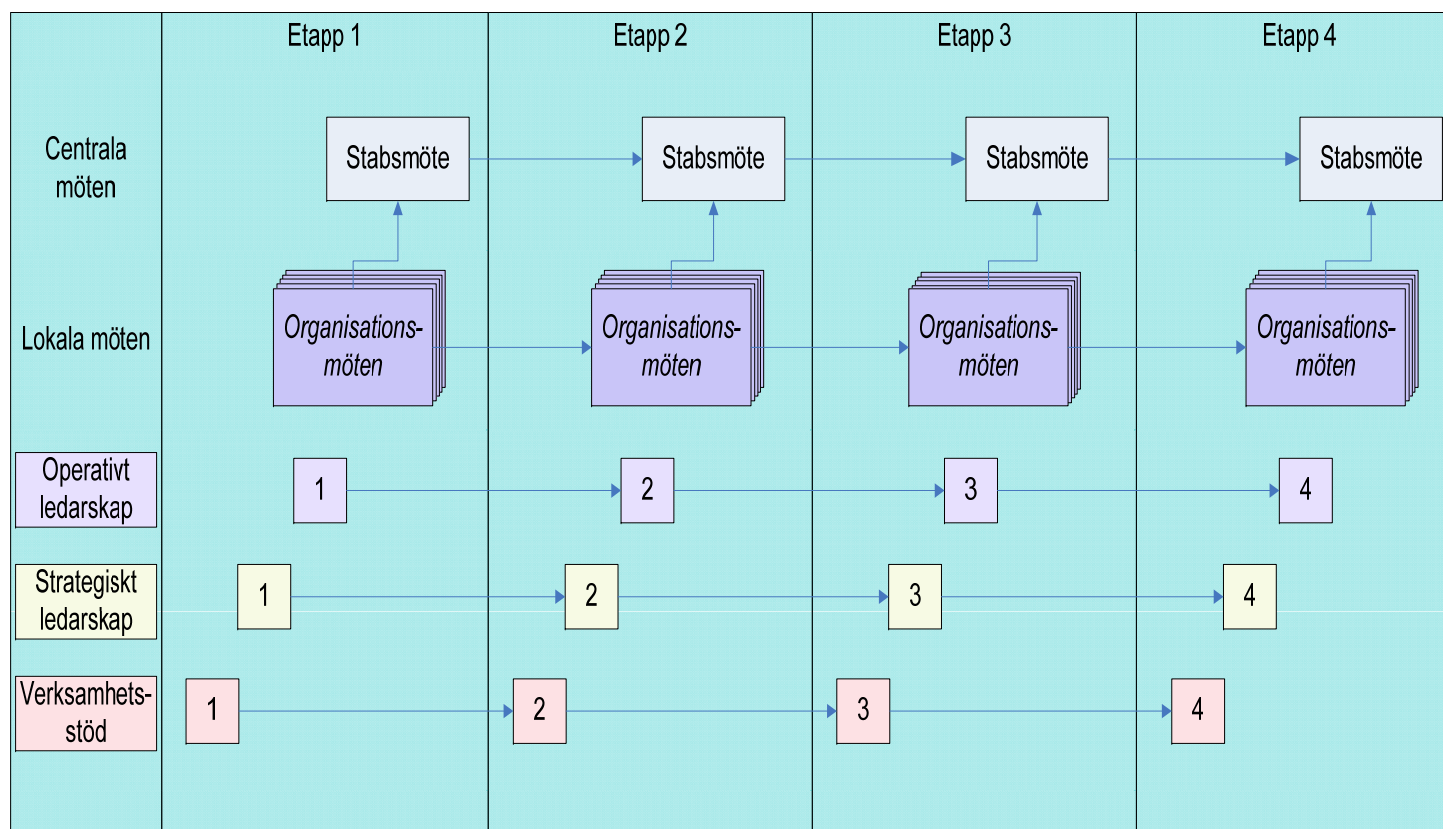 Etapp 1
Etapp 2
Etapp 3
Etapp 4
Centrala
möten
Stabsmöte
Stabsmöte
Stabsmöte
Stabsmöte
Lokala möten
Organisations-
möten
Organisations-
möten
Organisations-
möten
Organisations-
möten
Operativt
ledarskap
1
2
3
4
Strategiskt
ledarskap
1
2
3
4
Verksamhets-
stöd
1
2
3
4